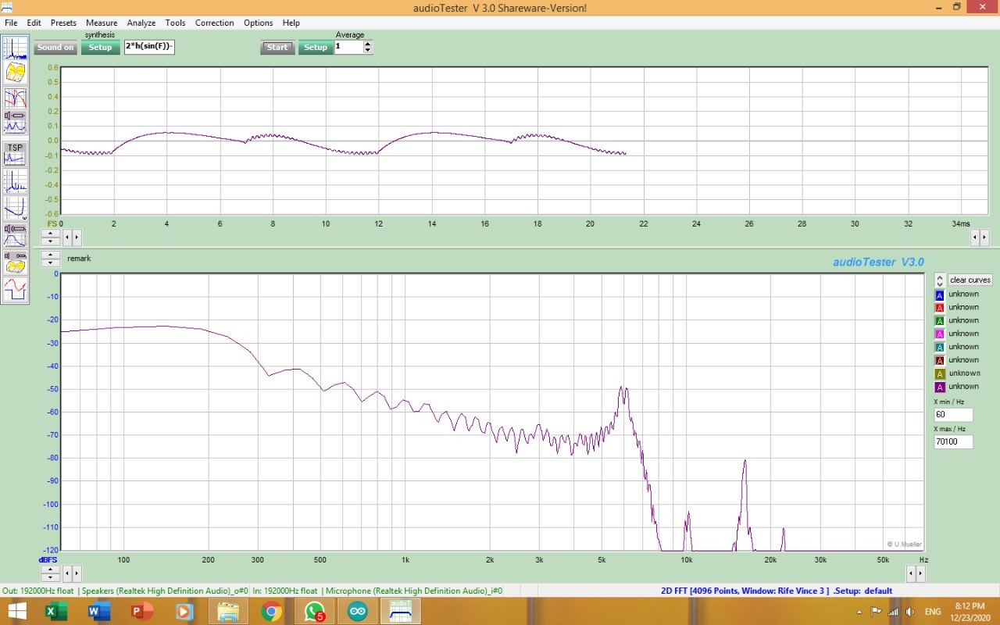 audioTester V 3.0 Shareware-Version!
File Edit Presets Measure Analyze Tools Correction Options Help
synthesis
Average
Sound on Setup 2*h(sin(F))- Start Setup 1
TSP
0.6
0.5
0.4
0.2
0.1
0.0
-0.1
-0.2
-0.4
-0.5
-0.6
FS 0 2 4 6 8 10 12 14 16 17 18 20 21 22 24 26 28 30 32 34ms
remark
audioTester V3.0
0
-10
-20
-30
-40
-50
-60
-70
-80
-90
-100
-110
-120
clear curves
A unknown
A unknown
A unknown
A unknown
A unknown
A unknown
A unknown
A unknown
X min / Hz
60
X max / Hz
70100
© U.Mueller
dBFS 100 200 300 500 1k 2k 3k 5k 10k 20k 30k 50k Hz
Out: 192000Hz float | Speakers (Realtek High Definition Audio)_o#0 In: 192000Hz float | Microphone (Realtek High Definition Audio)_i#0 2D FFT [4096 Points, Window: Rife Vince 3 ] .Setup: default
5
audioT
ENG
8:12 PM
12/23/2020